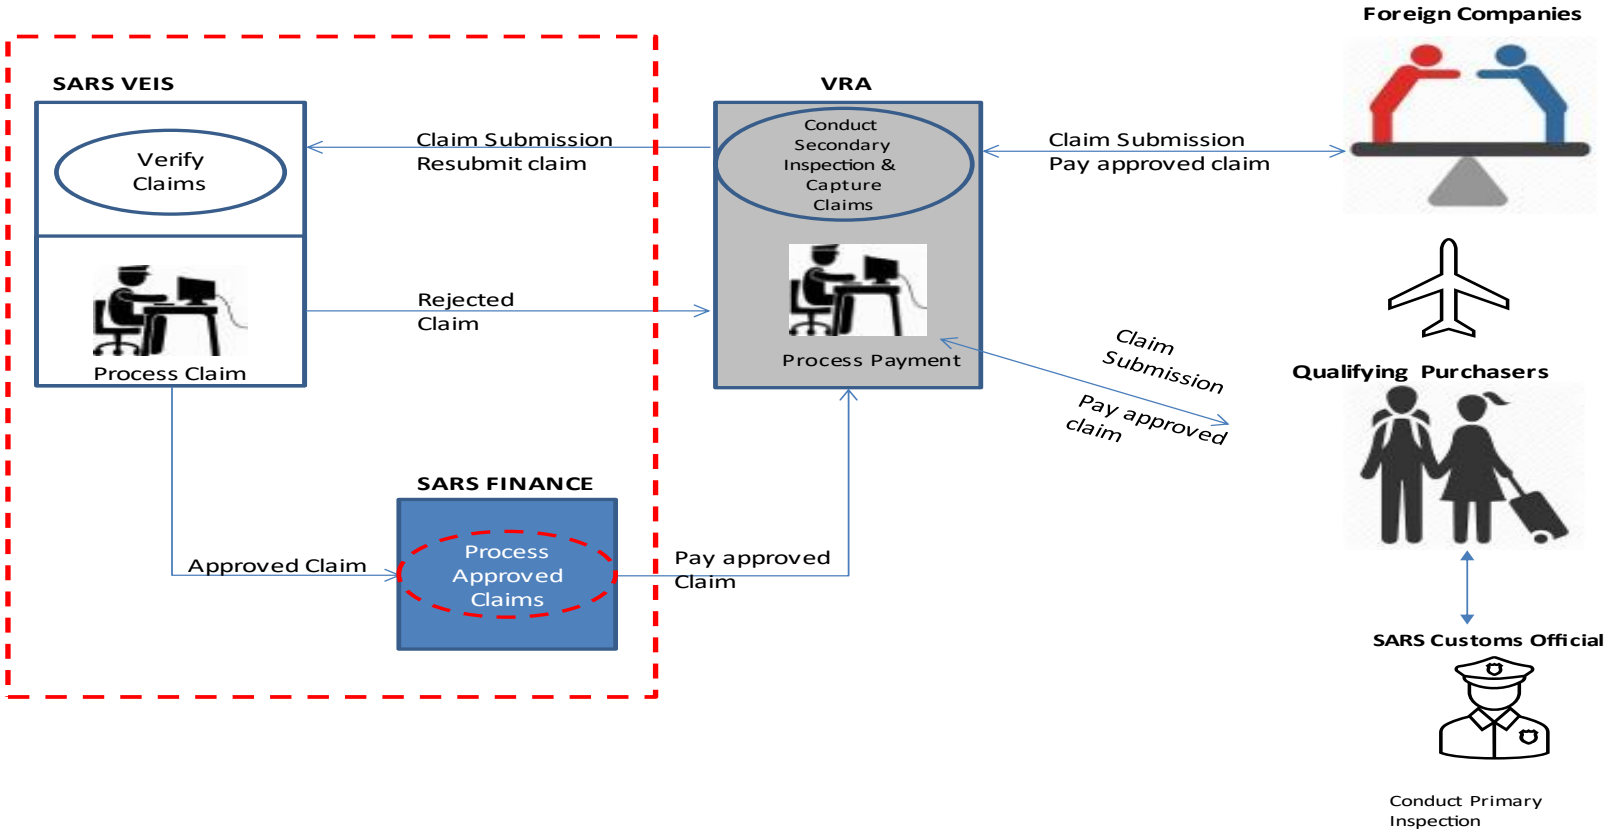 Foreign Companies
SARS VEIS
VRA
Verify
Claims
Claim Submission
Resubmit claim
Conduct
Secondary
Inspection &
Capture
Claims
Claim Submission
Pay approved claim
Process Claim
Rejected
Claim
Process Payment
Claim
Submission
Pay approved
claim
Qualifying Purchasers
SARS FINANCE
Approved Claim
Process
Approved
Claims
Pay approved
Claim
SARS Customs Official
Conduct Primary
Inspection